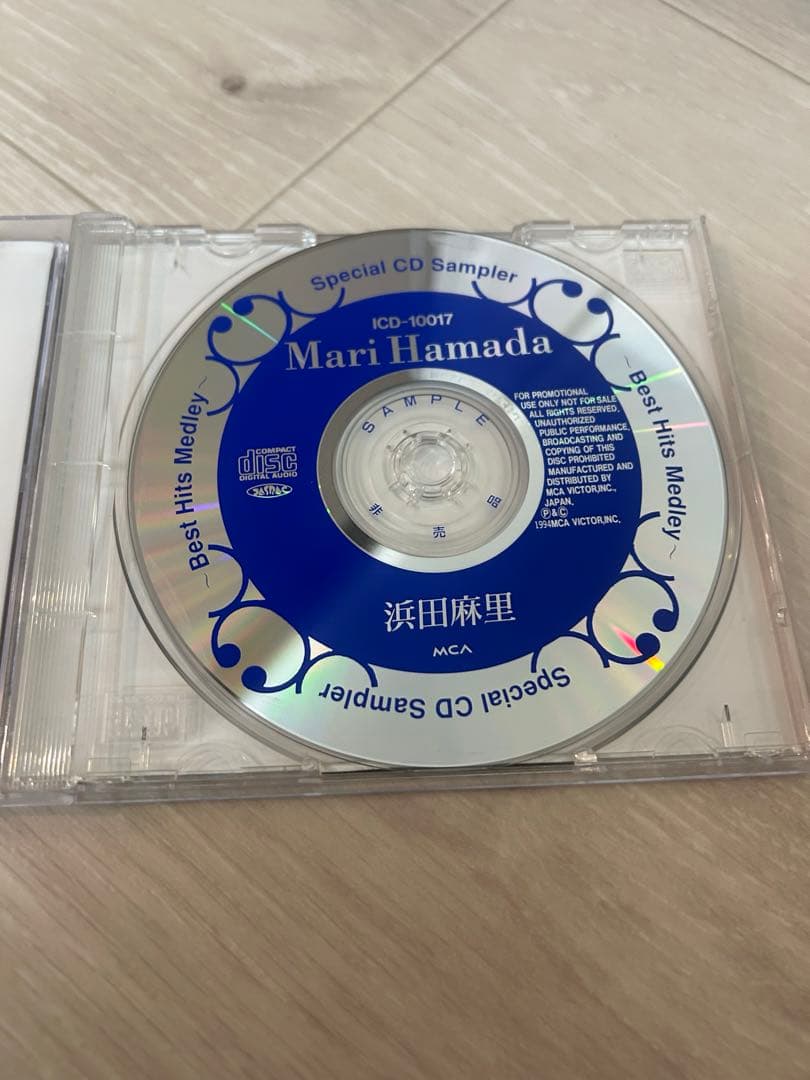 Special CD Sampler
ICD-10017
Mari Hamada
~Best Hits Medley~
~Best Hits Medley~
SAMPLE
FOR PROMOTIONAL
USE ONLY NOT FOR SALE
ALL RIGHTS RESERVED.
UNAUTHORIZED
PUBLIC PERFORMANCE,
BROADCASTING AND
COPYING OF THIS
DISC PROHIBITED
MANUFACTURED AND
DISTRIBUTED BY
MCA VICTOR,INC.,
JAPAN.
Ⓟ&Ⓒ
1994MCA VICTOR,INC.
COMPACT
disc
DIGITAL AUDIO
JASRAC
非売品
浜田麻里
MCA
Special CD Sampler